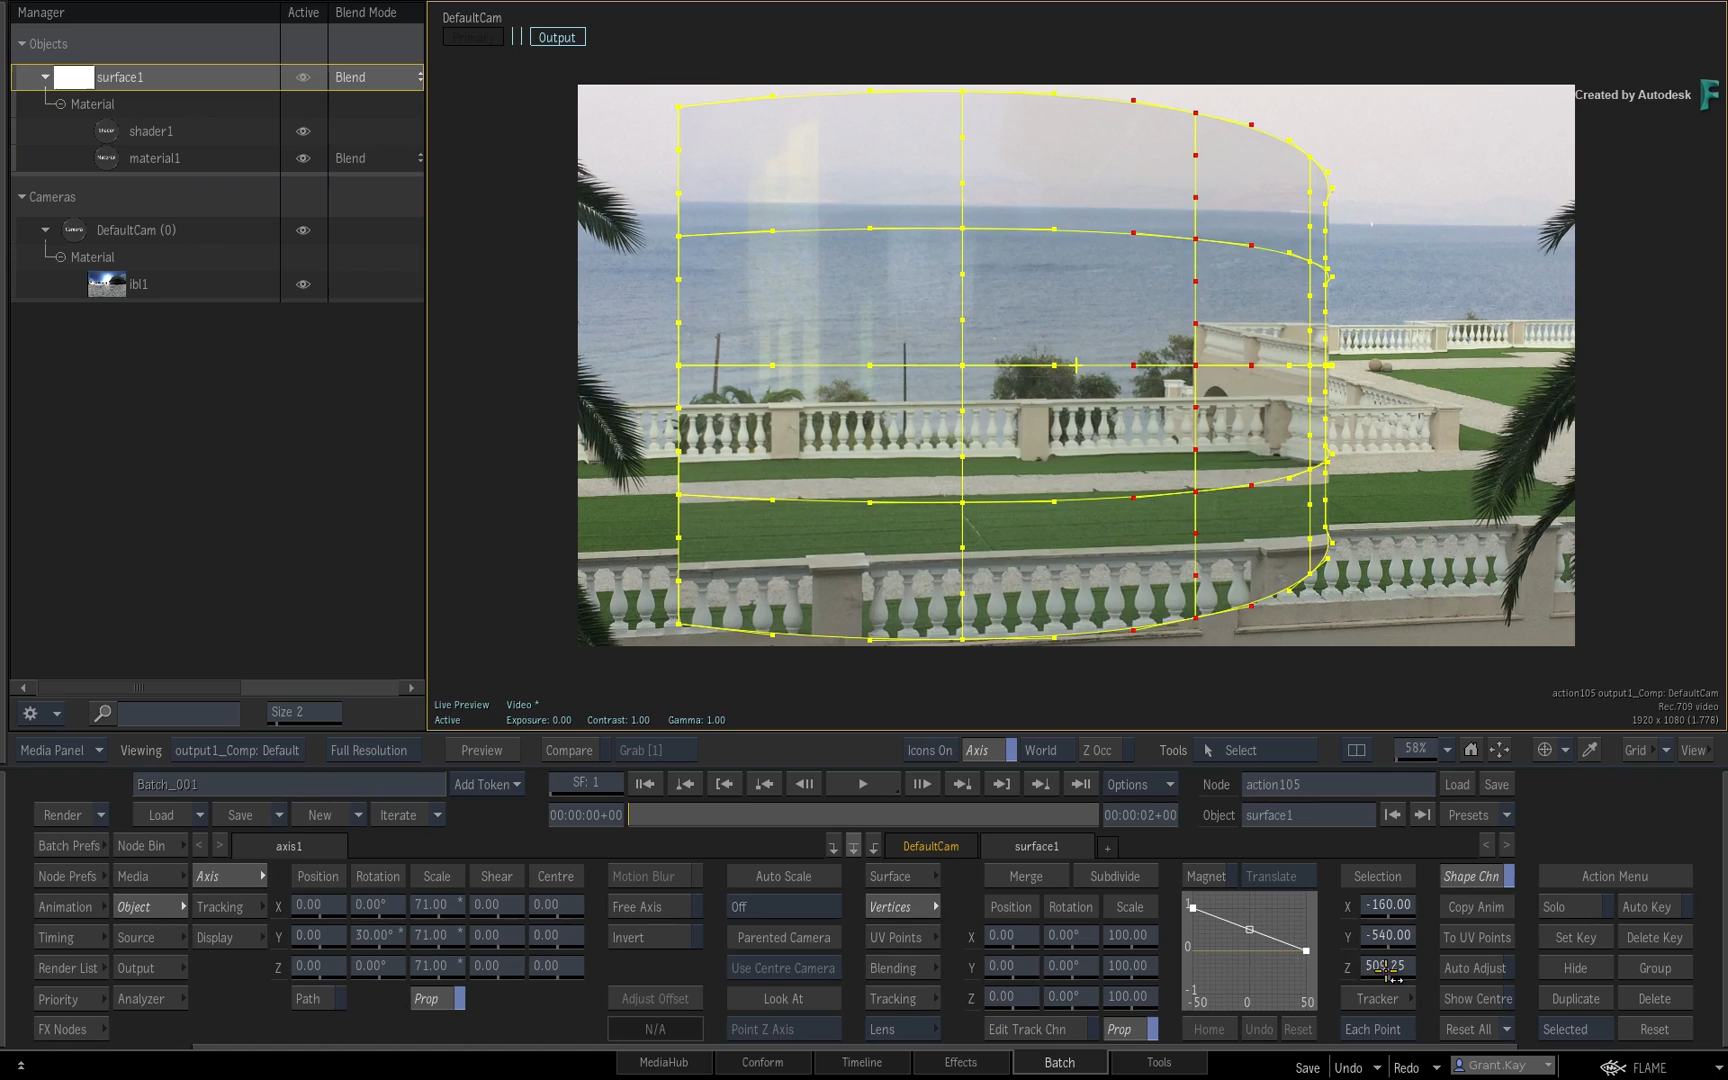 Manager Active Blend Mode
Objects
surface1 Blend
Material
shader1
material1 Blend
Cameras
DefaultCam (0)
Material
ibl1
Size 2
DefaultCam
Primary Output
Created by Autodesk
Live Preview Video *
Active Exposure: 0.00 Contrast: 1.00 Gamma: 1.00
action105 output1_Comp: DefaultCam
Rec.709 video
1920 x 1080 (1.778)
Media Panel Viewing output1_Comp: Default Full Resolution Preview Compare Grab [1] Icons On Axis World Z Occ Tools Select 58% Grid View
Batch_001 Add Token SF: 1 Options Node action105 Load Save
Render Load Save New Iterate 00:00:00+00 00:00:02+00 Object surface1 Presets
Batch Prefs Node Bin < > axis1 DefaultCam surface1 + < >
Node Prefs Media Axis Position Rotation Scale Shear Centre Motion Blur Auto Scale Surface Merge Subdivide Magnet Translate Selection Shape Chn Action Menu
Animation Object Tracking X 0.00 0.00° 71.00 * 0.00 0.00 Free Axis Off Vertices Position Rotation Scale 1 X -160.00 Copy Anim Solo Auto Key
Timing Source Display Y 0.00 30.00° * 71.00 * 0.00 0.00 Invert Parented Camera UV Points X 0.00 0.00° 100.00 0 Y -540.00 To UV Points Set Key Delete Key
Render List Output Z 0.00 0.00° 71.00 * 0.00 0.00 Use Centre Camera Blending Y 0.00 0.00° 100.00 Z Auto Adjust Hide Group
Priority Analyzer Path Prop Adjust Offset Look At Tracking Z 0.00 0.00° 100.00 -1 -50 0 50 Tracker Show Centre Duplicate Delete
FX Nodes N/A Point Z Axis Lens Edit Track Chn Prop Home Undo Reset Each Point Reset All Selected Reset
MediaHub Conform Timeline Effects Batch Tools Save Undo Redo Grant.Kay FLAME